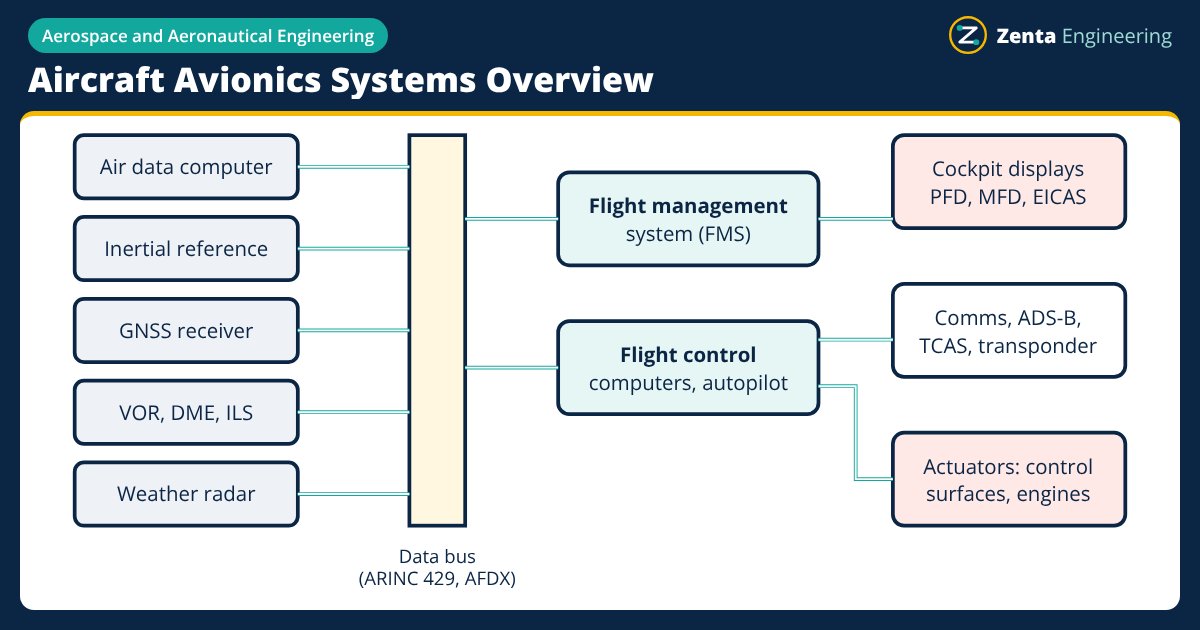 Aerospace and Aeronautical Engineering
Zenta Engineering
Aircraft Avionics Systems Overview
Air data computer
Inertial reference
GNSS receiver
VOR, DME, ILS
Weather radar
Data bus
(ARINC 429, AFDX)
Flight management
system (FMS)
Flight control
computers, autopilot
Cockpit displays
PFD, MFD, EICAS
Comms, ADS-B,
TCAS, transponder
Actuators: control
surfaces, engines